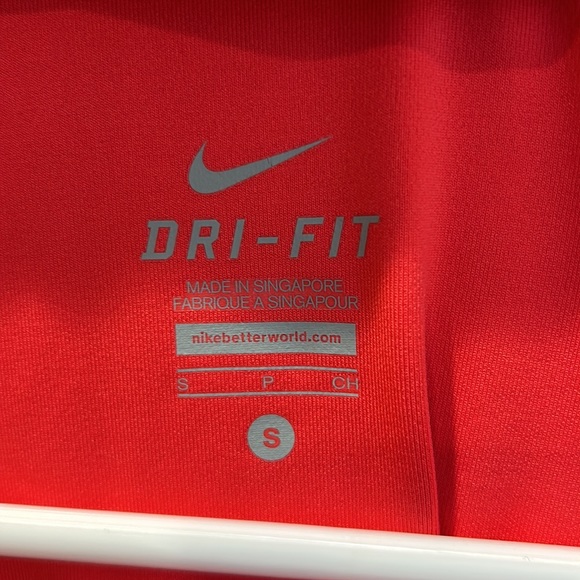 DRI-FIT
MADE IN SINGAPORE
FABRIQUE A SINGAPOUR
nikebetterworld.com
S P CH
S